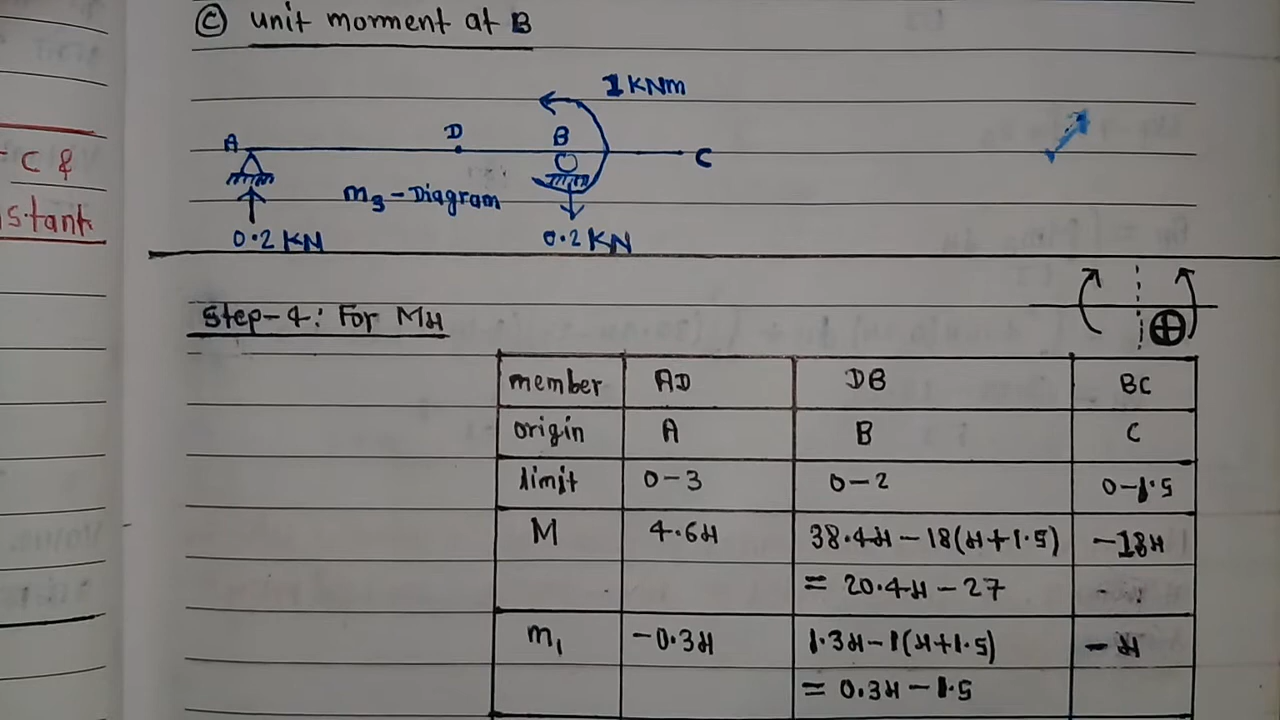 C unit moment at B
1 KNm
A D B C
m3-Diagram
0.2 KN 0.2 KN
C &
stant
Step-4: For Mx
member AD DB BC
origin A B C
limit 0-3 0-2 0-1.5
M 4.6x 38.4x-18(x+1.5) -18x
= 20.4x-27
m1 -0.3x 1.3x-1(x+1.5) -x
= 0.3x-1.5